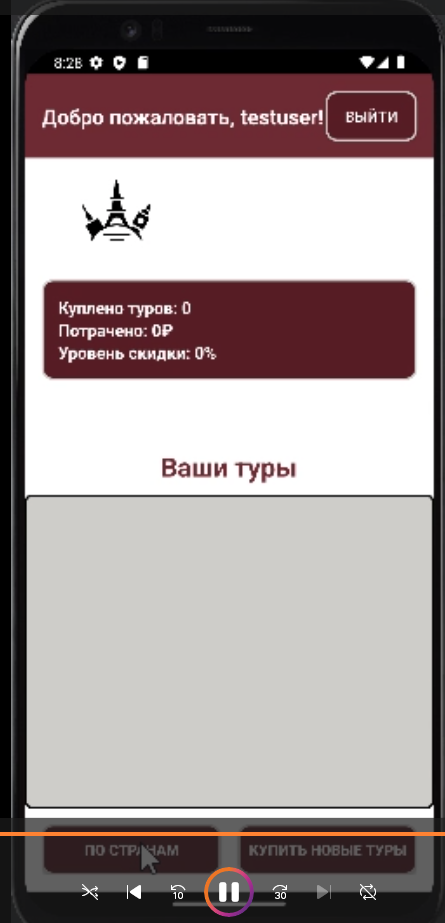 8:28
Добро пожаловать, testuser!
ВЫЙТИ
Куплено туров: 0
Потрачено: 0₽
Уровень скидки: 0%
Ваши туры
ПО СТРАНАМ
КУПИТЬ НОВЫЕ ТУРЫ
10
30